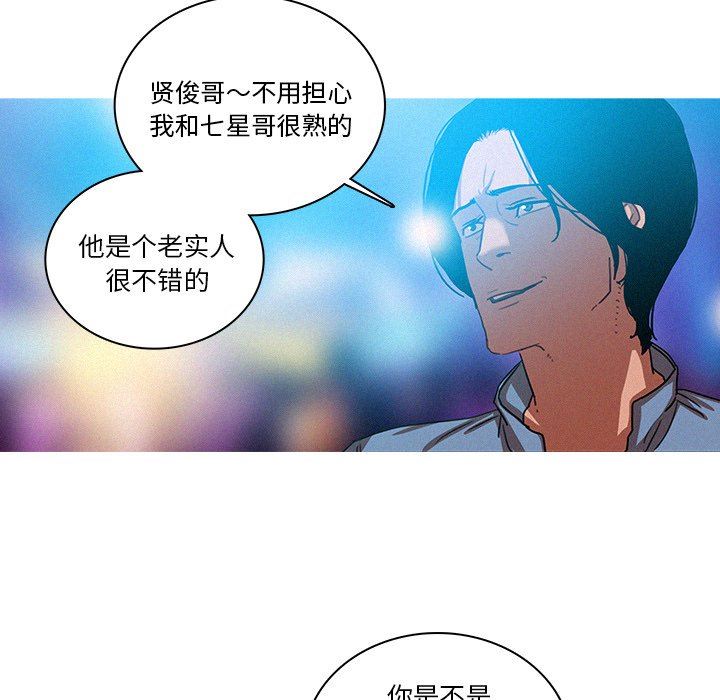 贤俊哥～不用担心
我和七星哥很熟的
他是个老实人
很不错的
你是不是